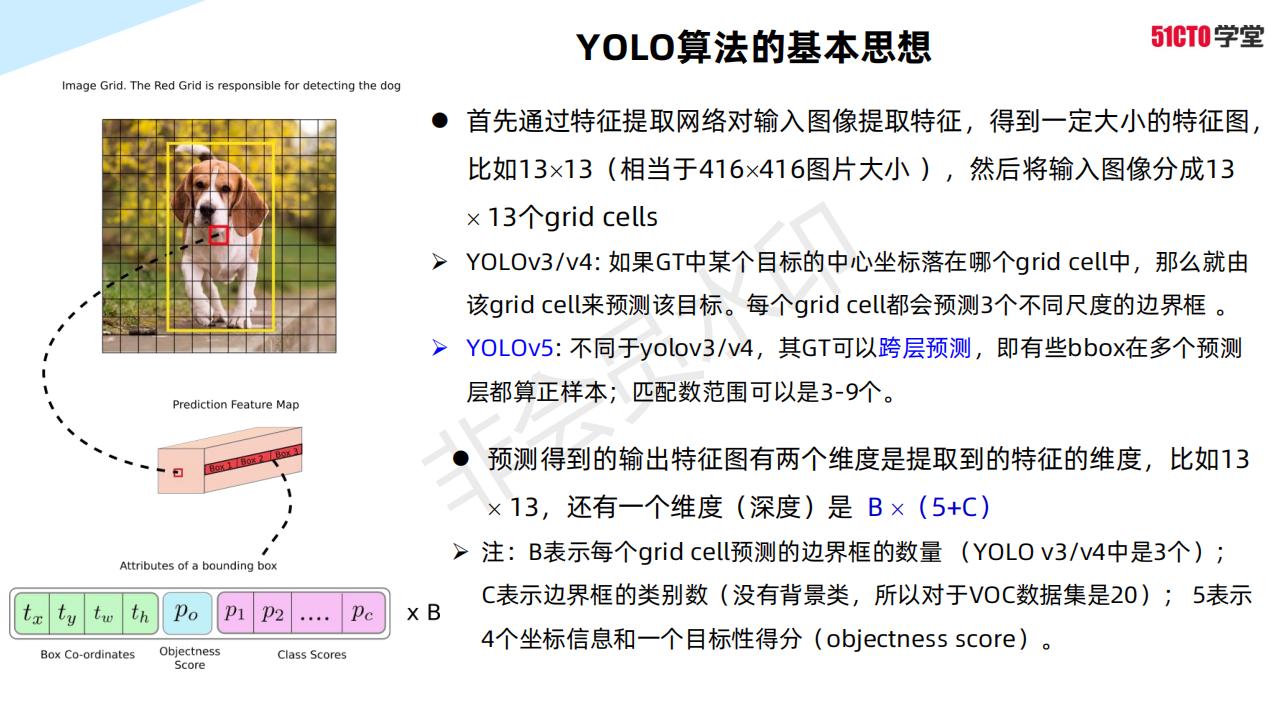 YOLO算法的基本思想
51CTO学堂
Image Grid. The Red Grid is responsible for detecting the dog
● 首先通过特征提取网络对输入图像提取特征，得到一定大小的特征图，
比如13×13（相当于416×416图片大小 ），然后将输入图像分成13
× 13个grid cells
➢ YOLOv3/v4: 如果GT中某个目标的中心坐标落在哪个grid cell中，那么就由
该grid cell来预测该目标。每个grid cell都会预测3个不同尺度的边界框 。
➢ YOLOv5: 不同于yolov3/v4，其GT可以跨层预测，即有些bbox在多个预测
层都算正样本；匹配数范围可以是3-9个。
● 预测得到的输出特征图有两个维度是提取到的特征的维度，比如13
× 13，还有一个维度（深度）是 B ×（5+C）
➢ 注：B表示每个grid cell预测的边界框的数量 （YOLO v3/v4中是3个）；
C表示边界框的类别数（没有背景类，所以对于VOC数据集是20）； 5表示
4个坐标信息和一个目标性得分（objectness score）。
Prediction Feature Map
Box 1 Box 2 Box 3
Attributes of a bounding box
t_x t_y t_w t_h p_o p_1 p_2 .... p_c x B
Box Co-ordinates
Objectness
Score
Class Scores
非会员水印